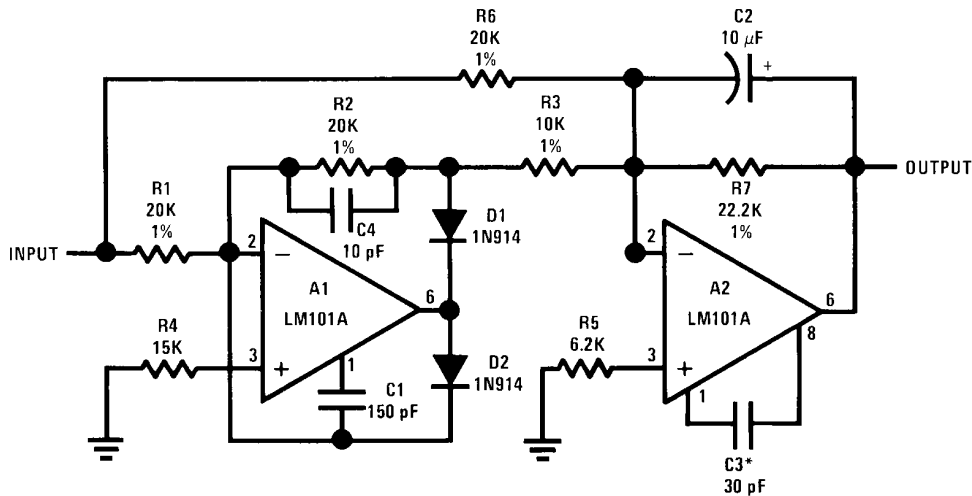 R6
20K
1%
C2
10 μF
+
R2
20K
1%
R3
10K
1%
OUTPUT
R7
22.2K
1%
R1
20K
1%
C4
10 pF
D1
1N914
INPUT
2
−
A1
LM101A
6
3
+
1
R4
15K
C1
150 pF
D2
1N914
2
−
A2
LM101A
6
8
3
+
1
R5
6.2K
C3*
30 pF